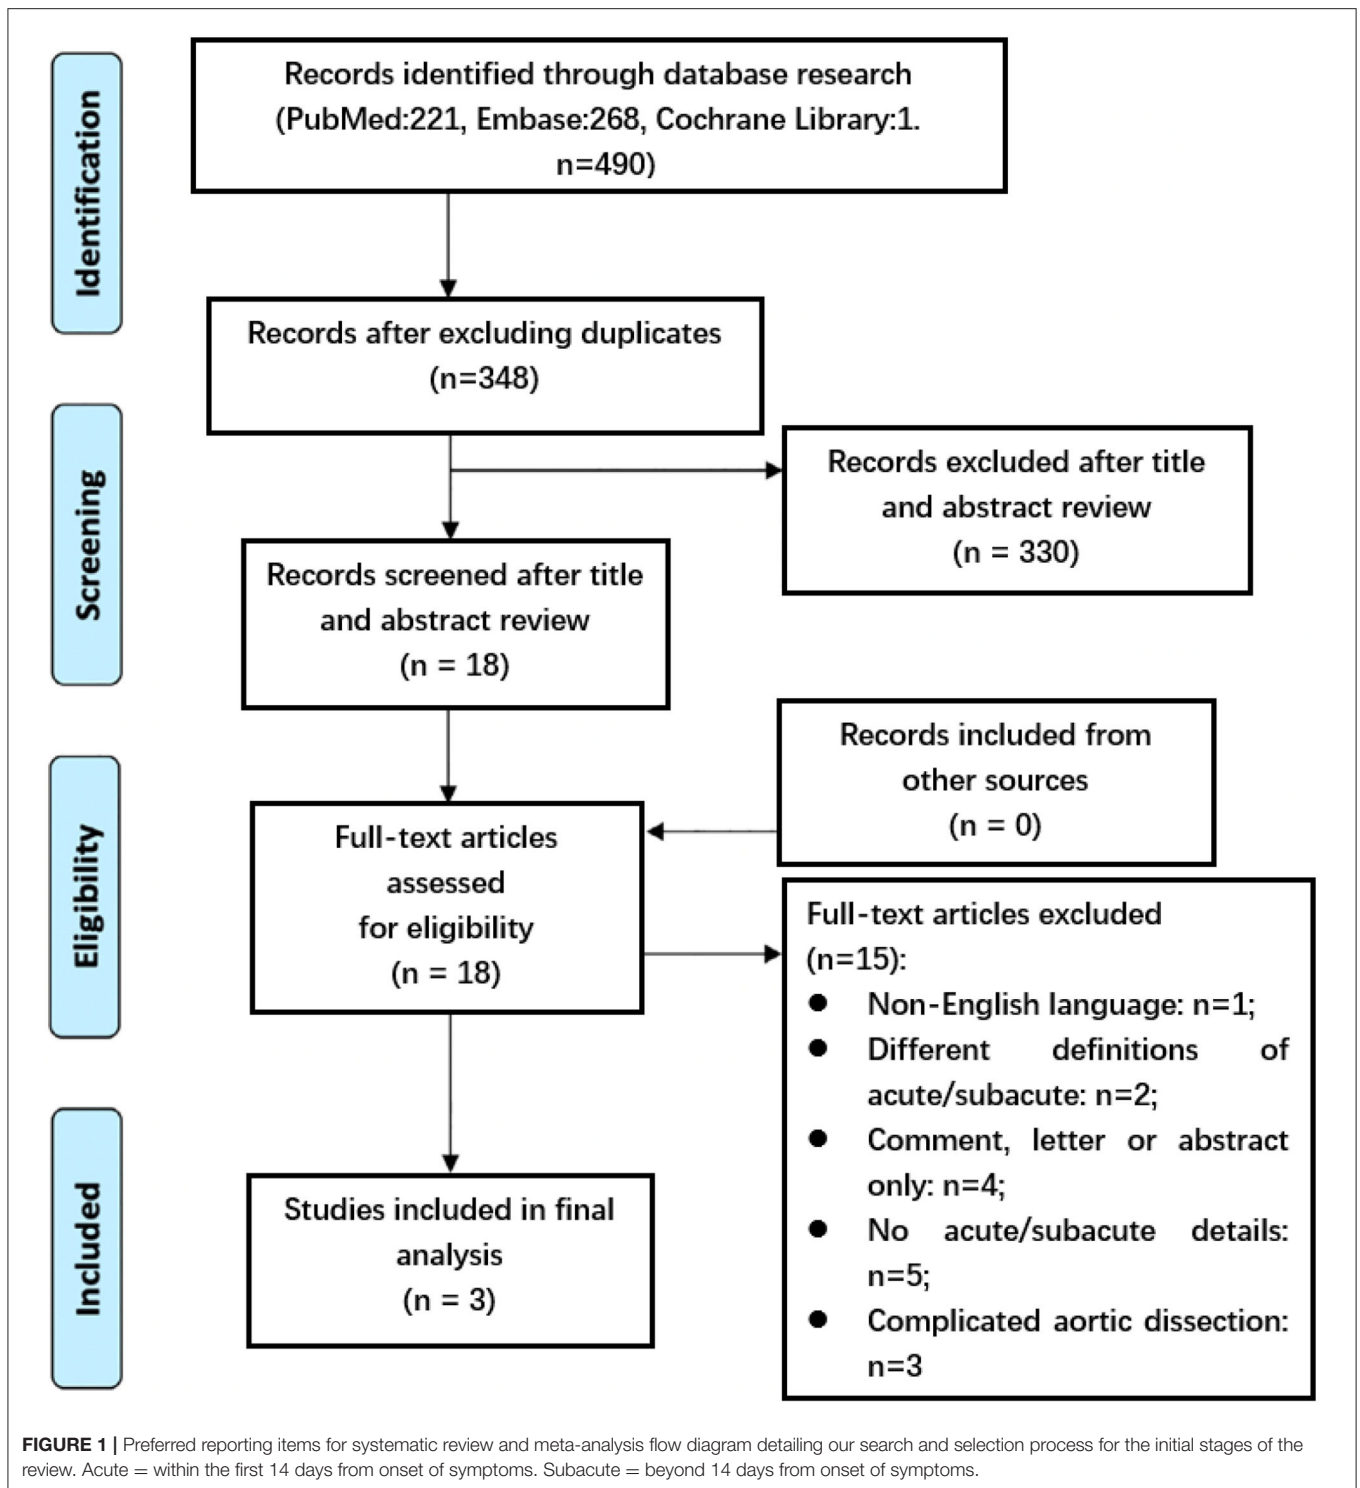 Identification
Records identified through database research
(PubMed:221, Embase:268, Cochrane Library:1.
n=490)
Records after excluding duplicates
(n=348)
Screening
Records excluded after title
and abstract review
(n = 330)
Records screened after title
and abstract review
(n = 18)
Eligibility
Records included from
other sources
(n = 0)
Full-text articles
assessed
for eligibility
(n = 18)
Full-text articles excluded
(n=15):
● Non-English language: n=1;
● Different definitions of
acute/subacute: n=2;
● Comment, letter or abstract
only: n=4;
● No acute/subacute details:
n=5;
● Complicated aortic dissection:
n=3
Included
Studies included in final
analysis
(n = 3)
FIGURE 1 | Preferred reporting items for systematic review and meta-analysis flow diagram detailing our search and selection process for the initial stages of the
review. Acute = within the first 14 days from onset of symptoms. Subacute = beyond 14 days from onset of symptoms.